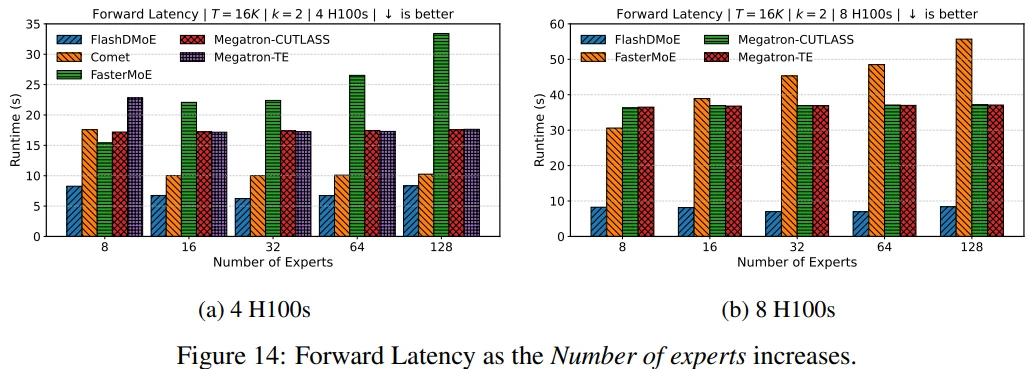 Forward Latency | T = 16K | k = 2 | 4 H100s | ↓ is better
FlashDMoE
Comet
FasterMoE
Megatron-CUTLASS
Megatron-TE
Runtime (s)
35
30
25
20
15
10
5
0
8 16 32 64 128
Number of Experts
(a) 4 H100s
Forward Latency | T = 16K | k = 2 | 8 H100s | ↓ is better
FlashDMoE
FasterMoE
Megatron-CUTLASS
Megatron-TE
Runtime (s)
60
50
40
30
20
10
0
8 16 32 64 128
Number of Experts
(b) 8 H100s
Figure 14: Forward Latency as the Number of experts increases.